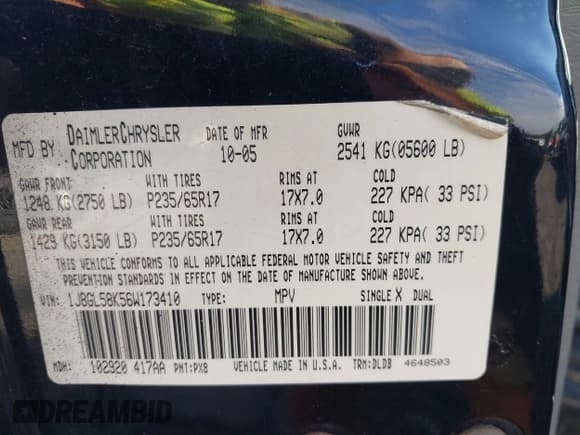 MFD BY DAIMLERCHRYSLER CORPORATION DATE OF MFR 10-05 GVWR 2541 KG(05600 LB)
GAWR FRONT WITH TIRES RIMS AT COLD
1248 KG(2750 LB) P235/65R17 17X7.0 227 KPA( 33 PSI)
GAWR REAR WITH TIRES RIMS AT COLD
1429 KG(3150 LB) P235/65R17 17X7.0 227 KPA( 33 PSI)
THIS VEHICLE CONFORMS TO ALL APPLICABLE FEDERAL MOTOR VEHICLE SAFETY AND THEFT
PREVENTION STANDARDS IN EFFECT ON THE DATE OF MANUFACTURE SHOWN ABOVE.
VIN: 1J8GL58K56W173410 TYPE: MPV SINGLE X DUAL
MDH: 102920 417AA PNT:PX8 VEHICLE MADE IN U.S.A. TRM:DLDB 4648503
DREAMBID